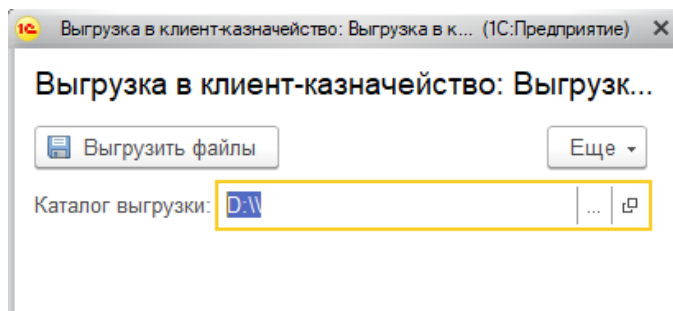 1С Выгрузка в клиент-казначейство: Выгрузка в к... (1С:Предприятие)
Выгрузка в клиент-казначейство: Выгрузк...
Выгрузить файлы Еще
Каталог выгрузки: D:\\ ...